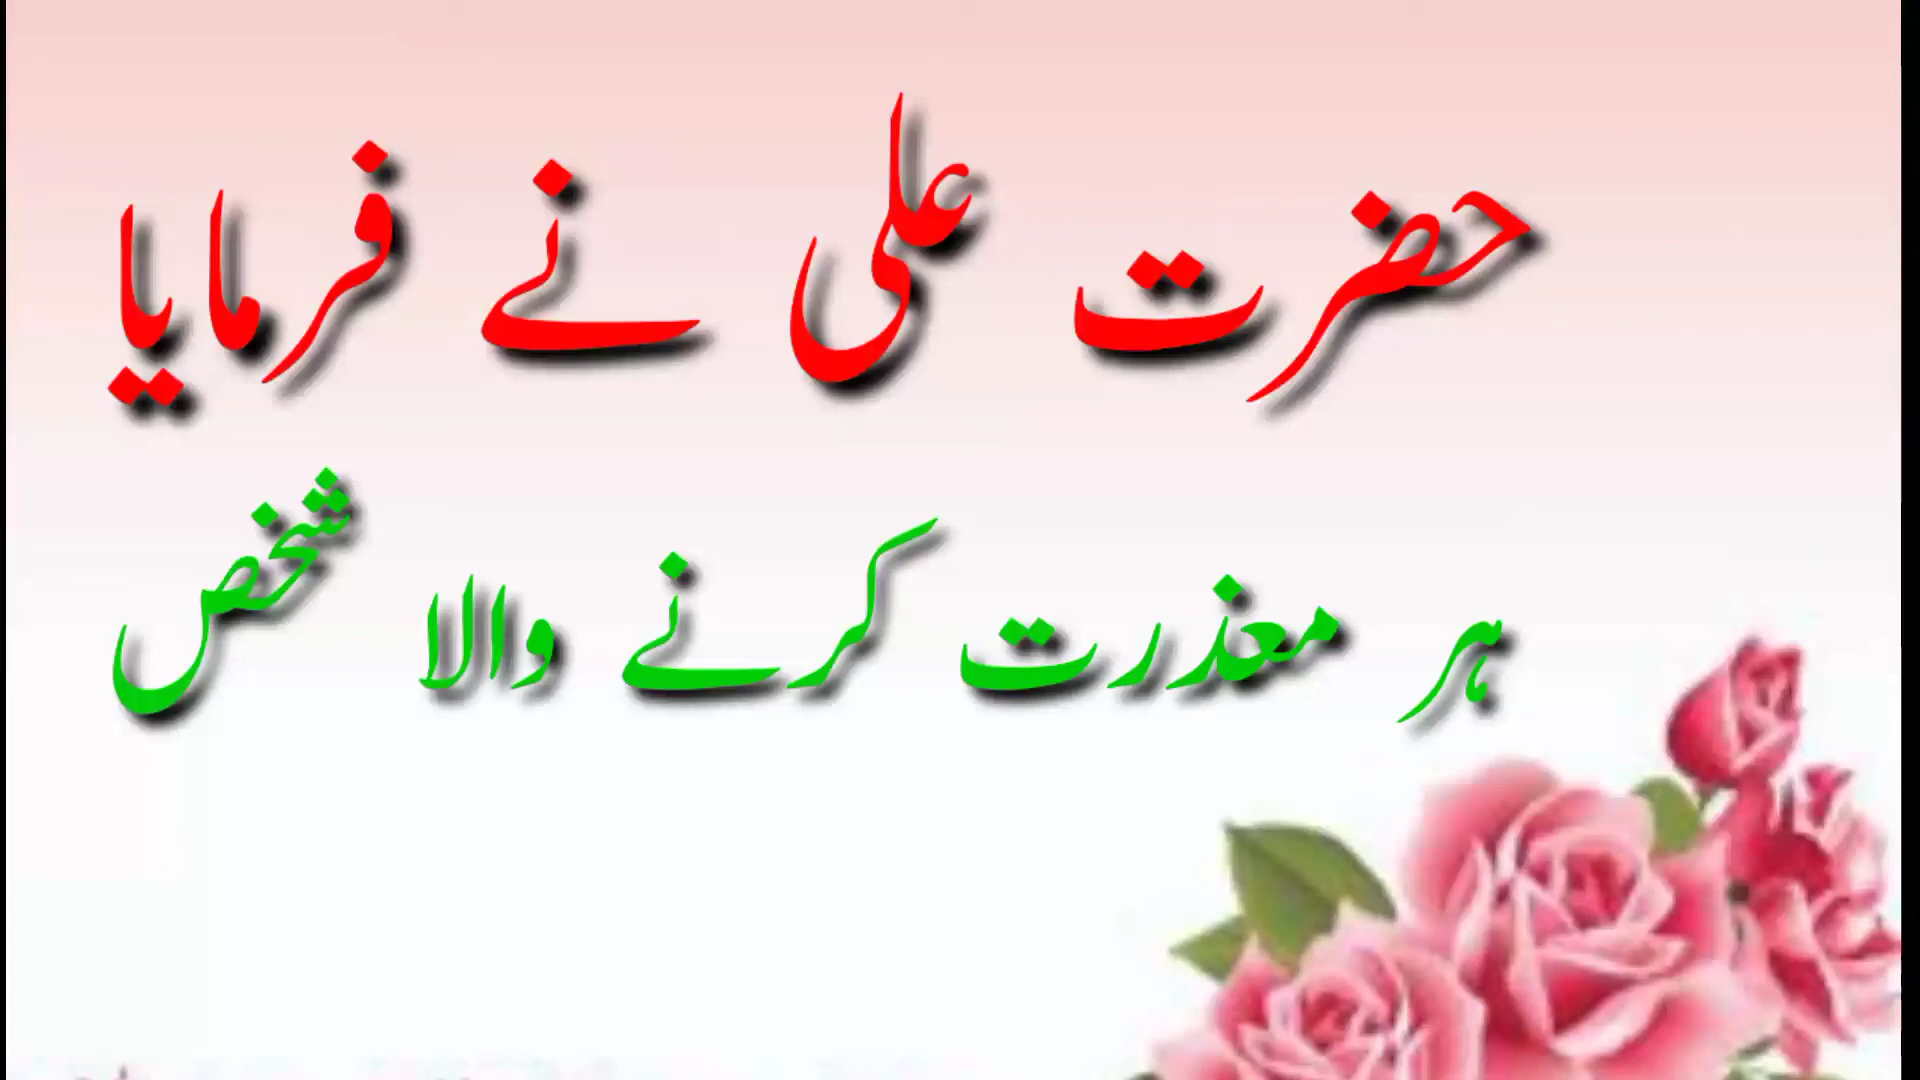 حضرت علی نے فرمایا
ہر معذرت کرنے والا شخص